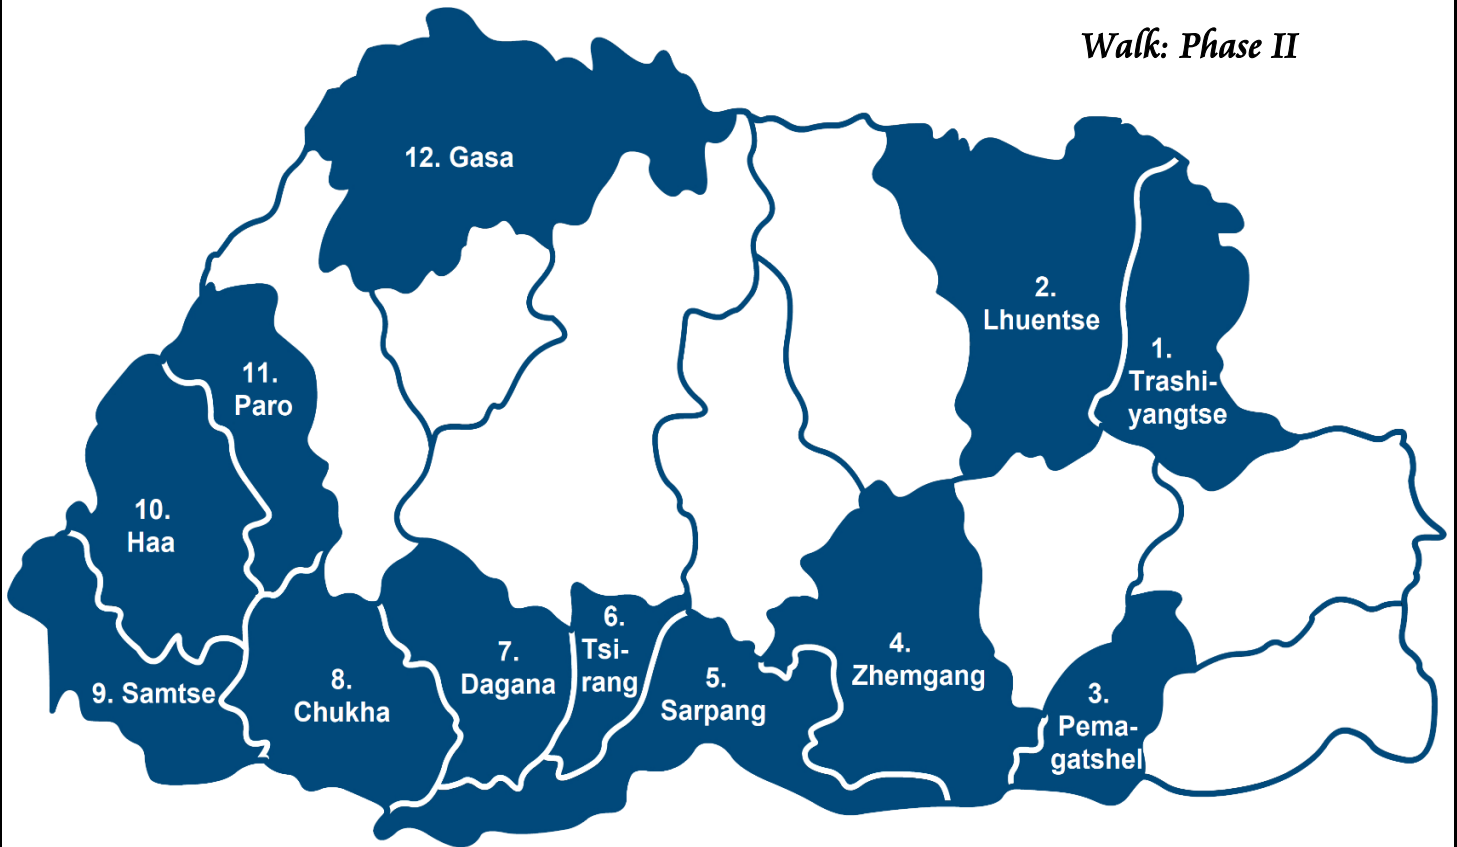 Walk: Phase II
12. Gasa
2.
Lhuentse
1.
Trashi-
yangtse
11.
Paro
10.
Haa
9. Samtse
8.
Chukha
7.
Dagana
6.
Tsi-
rang
5.
Sarpang
4.
Zhemgang
3.
Pema-
gatshel